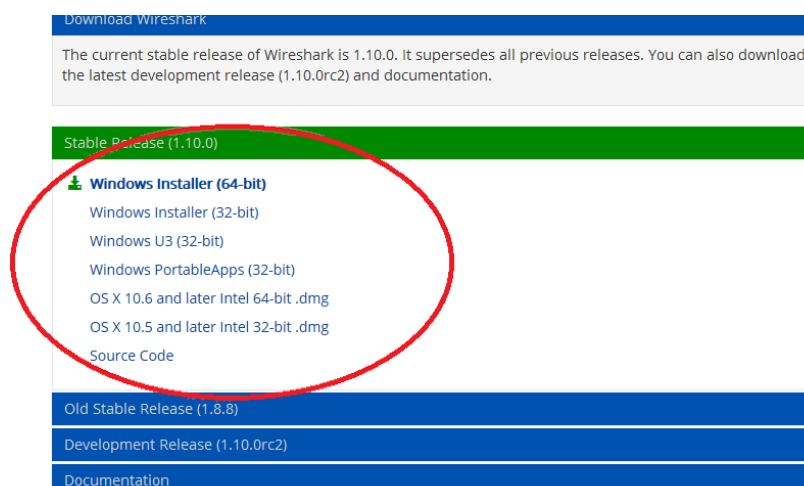 Download Wireshark
The current stable release of Wireshark is 1.10.0. It supersedes all previous releases. You can also download
the latest development release (1.10.0rc2) and documentation.
Stable Release (1.10.0)
Windows Installer (64-bit)
Windows Installer (32-bit)
Windows U3 (32-bit)
Windows PortableApps (32-bit)
OS X 10.6 and later Intel 64-bit .dmg
OS X 10.5 and later Intel 32-bit .dmg
Source Code
Old Stable Release (1.8.8)
Development Release (1.10.0rc2)
Documentation